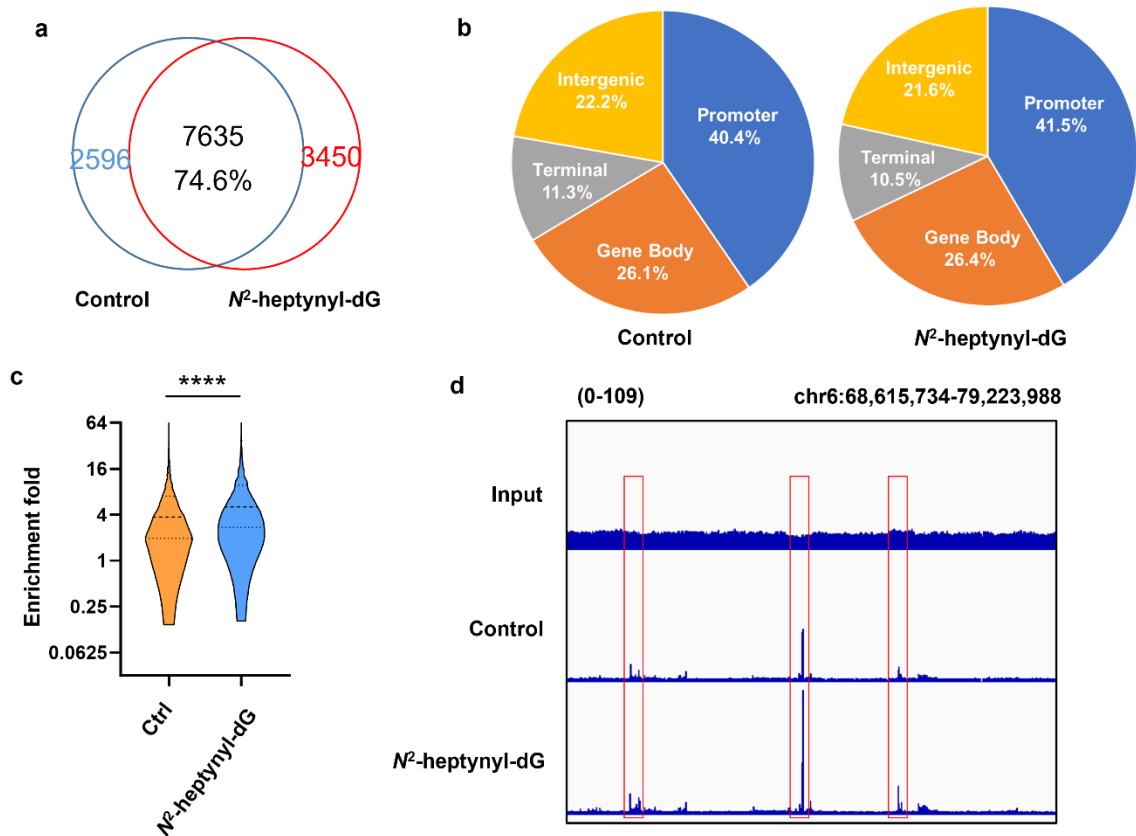 a
2596
7635
74.6%
3450
Control
N²-heptynyl-dG
b
Intergenic
22.2%
Promoter
40.4%
Terminal
11.3%
Gene Body
26.1%
Control
Intergenic
21.6%
Promoter
41.5%
Terminal
10.5%
Gene Body
26.4%
N²-heptynyl-dG
c
****
Enrichment fold
64
16
4
1
0.25
0.0625
Ctrl
N²-heptynyl-dG
d
(0-109)
chr6:68,615,734-79,223,988
Input
Control
N²-heptynyl-dG